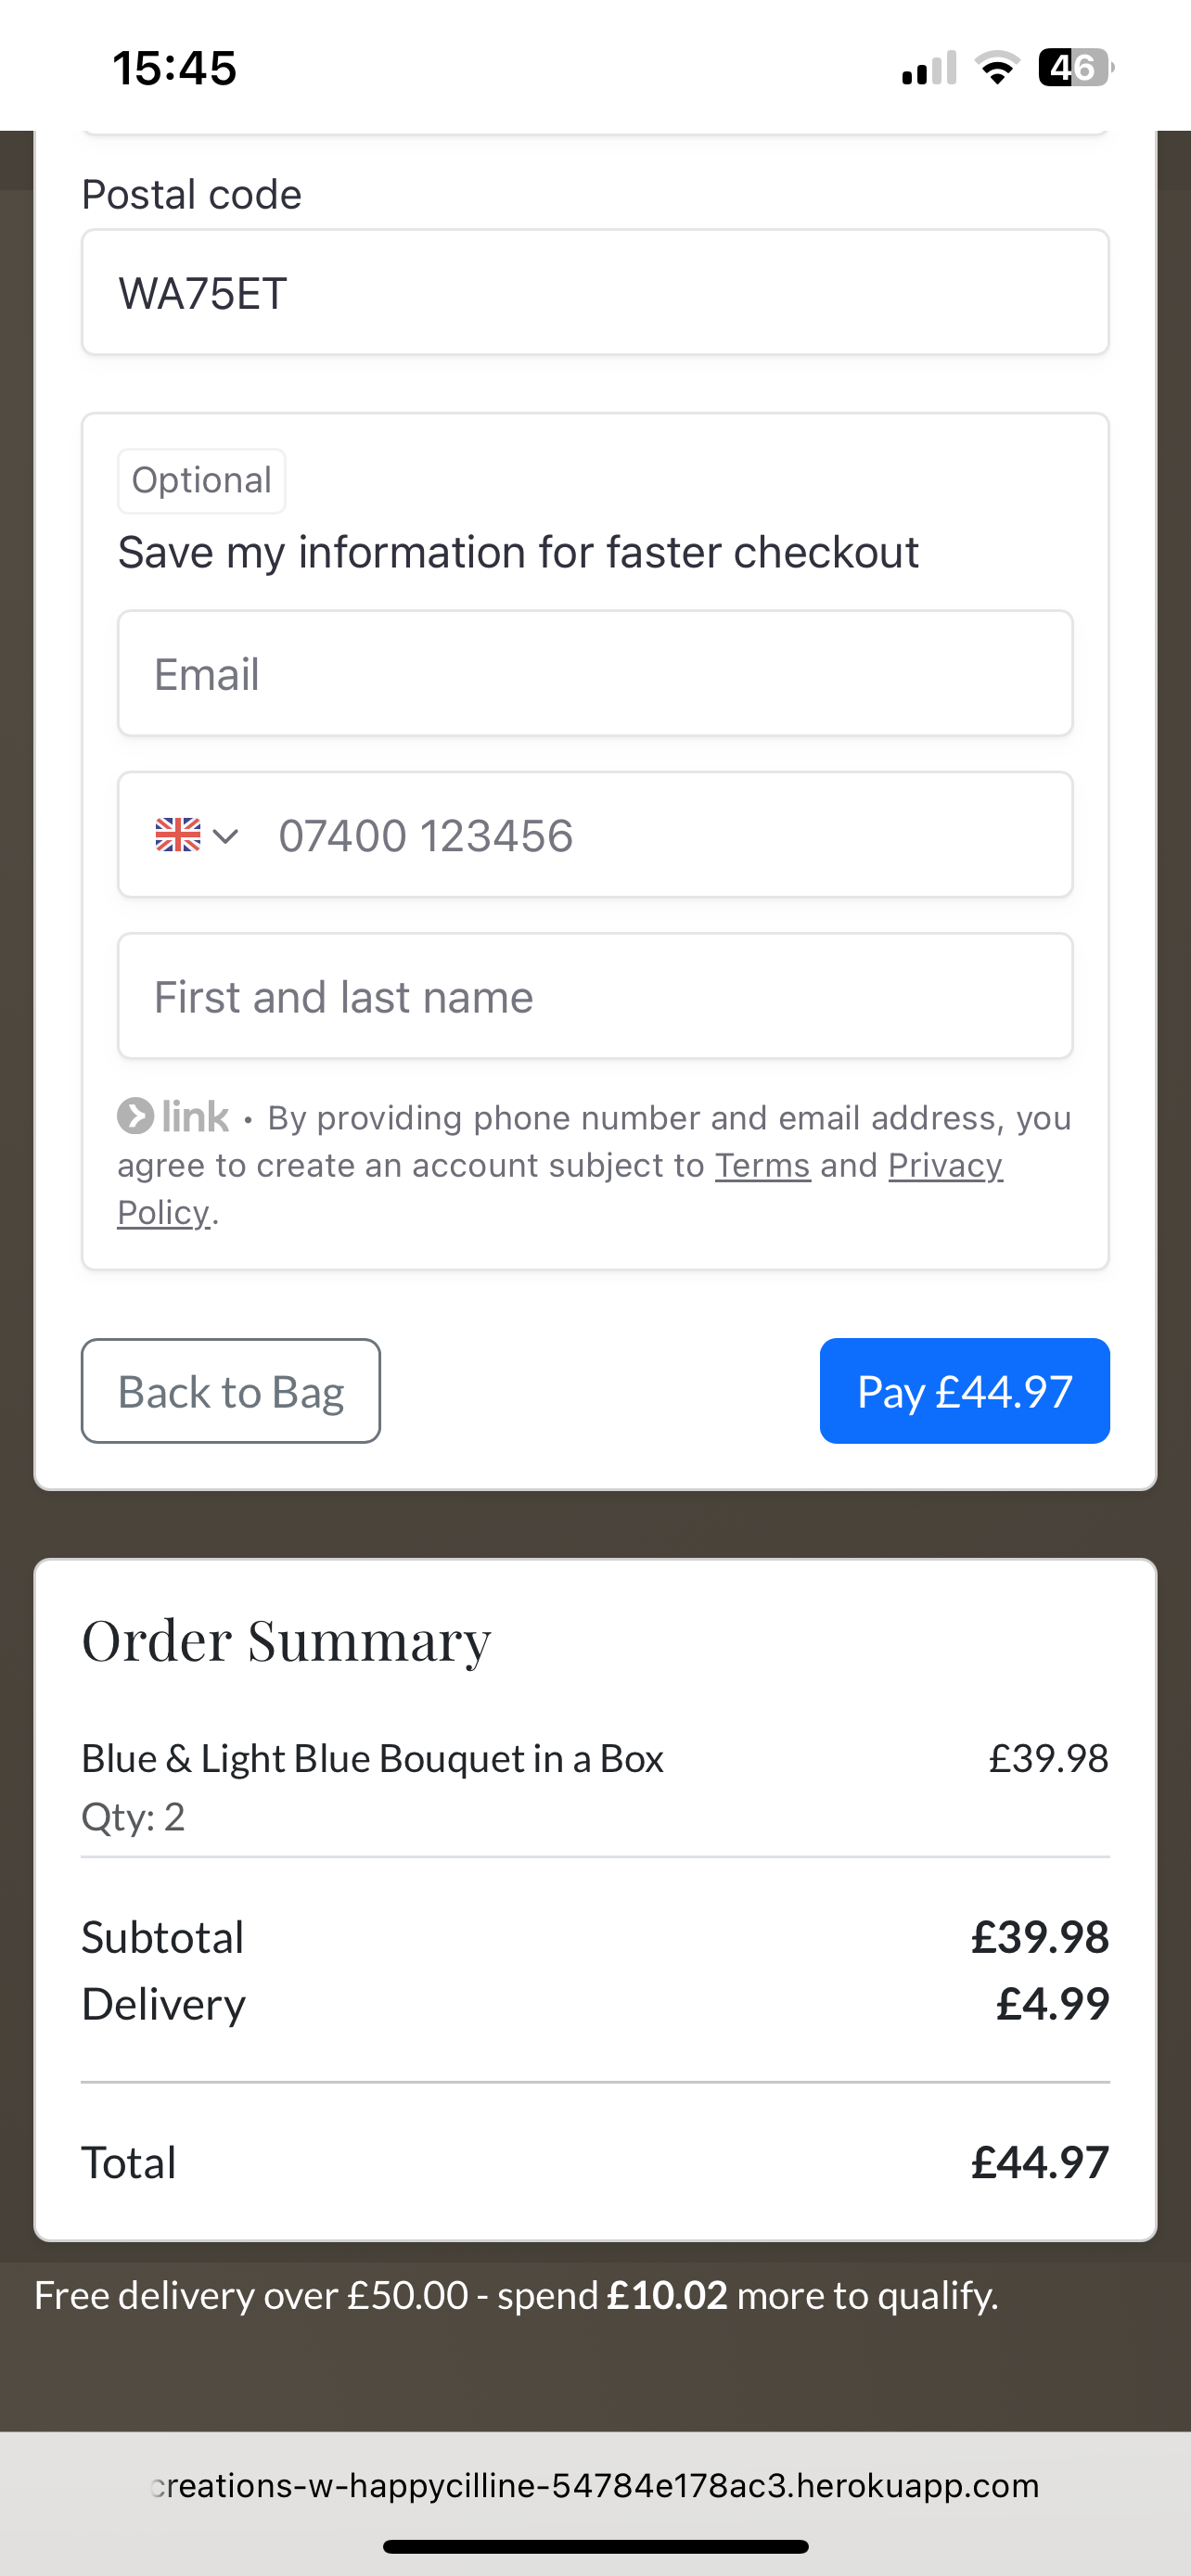 15:45
46
Postal code
WA75ET
Optional
Save my information for faster checkout
Email
07400 123456
First and last name
link • By providing phone number and email address, you
agree to create an account subject to Terms and Privacy
Policy.
Back to Bag
Pay £44.97
Order Summary
Blue & Light Blue Bouquet in a Box £39.98
Qty: 2
Subtotal £39.98
Delivery £4.99
Total £44.97
Free delivery over £50.00 - spend £10.02 more to qualify.
creations-w-happycilline-54784e178ac3.herokuapp.com